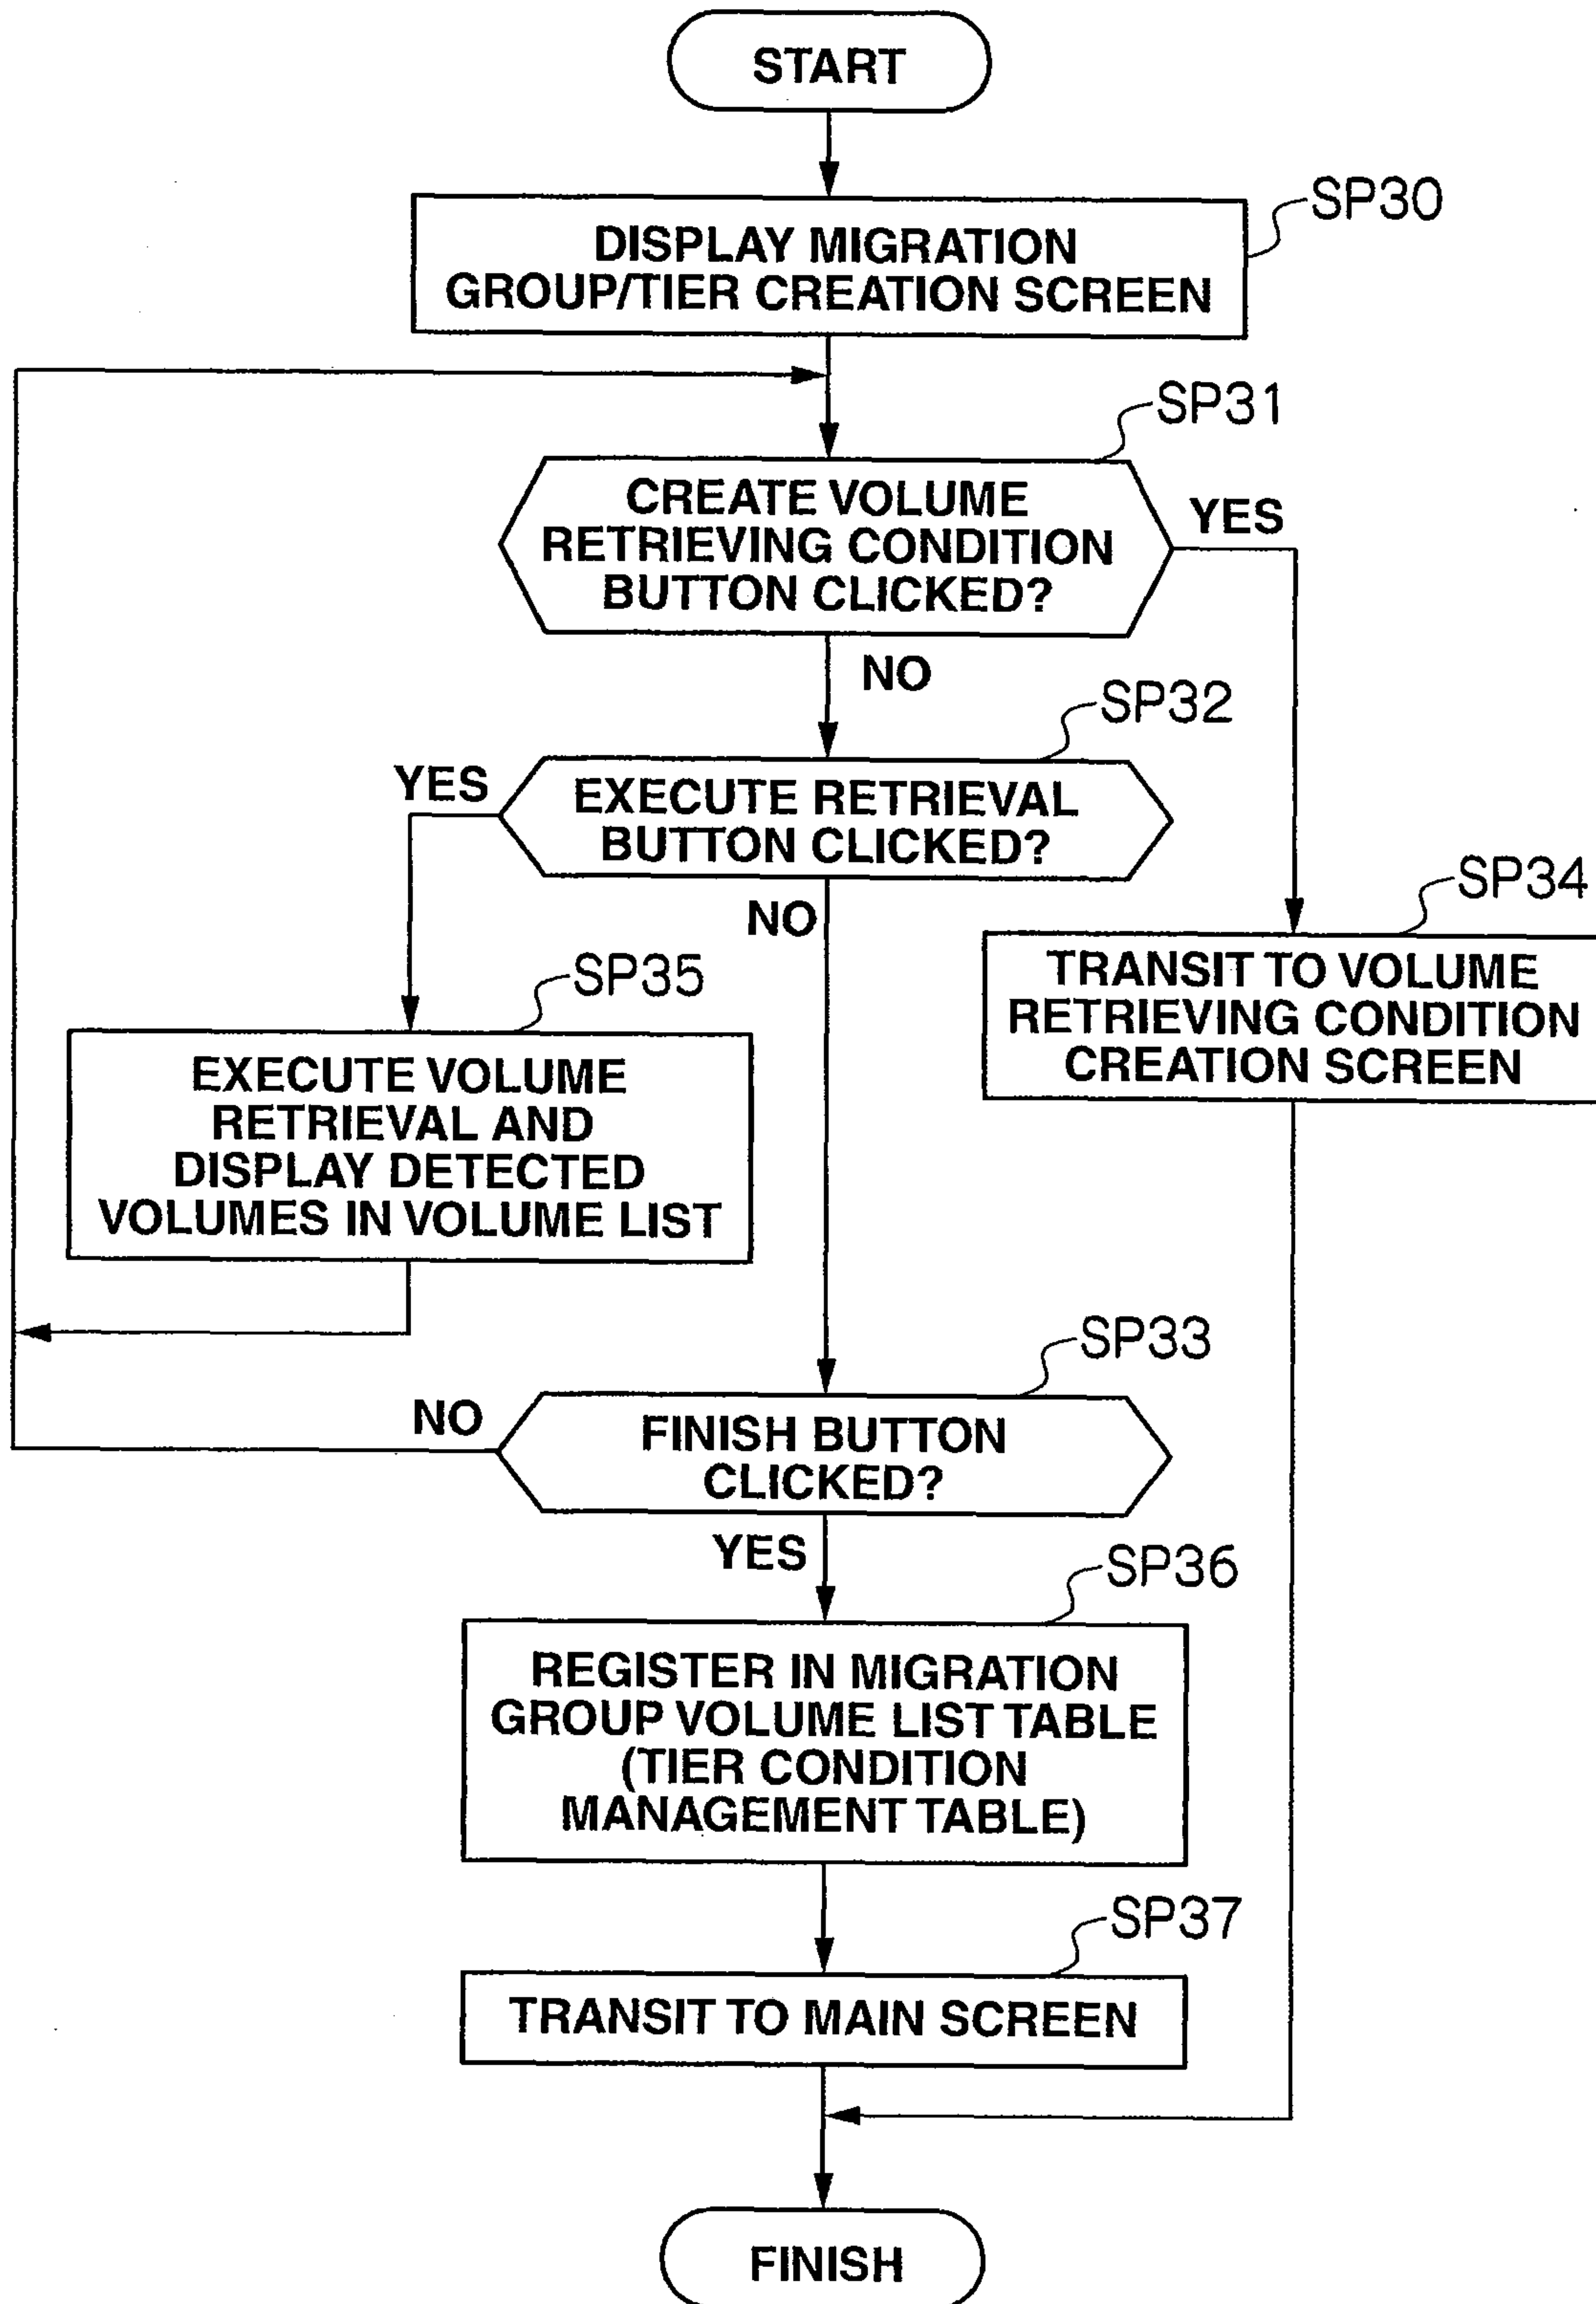 START
SP30
DISPLAY MIGRATION
GROUP/TIER CREATION SCREEN
SP31
CREATE VOLUME
RETRIEVING CONDITION
BUTTON CLICKED?
YES
NO
SP32
YES
EXECUTE RETRIEVAL
BUTTON CLICKED?
NO
SP34
TRANSIT TO VOLUME
RETRIEVING CONDITION
CREATION SCREEN
SP35
EXECUTE VOLUME
RETRIEVAL AND
DISPLAY DETECTED
VOLUMES IN VOLUME LIST
SP33
NO
FINISH BUTTON
CLICKED?
YES
SP36
REGISTER IN MIGRATION
GROUP VOLUME LIST TABLE
(TIER CONDITION
MANAGEMENT TABLE)
SP37
TRANSIT TO MAIN SCREEN
FINISH